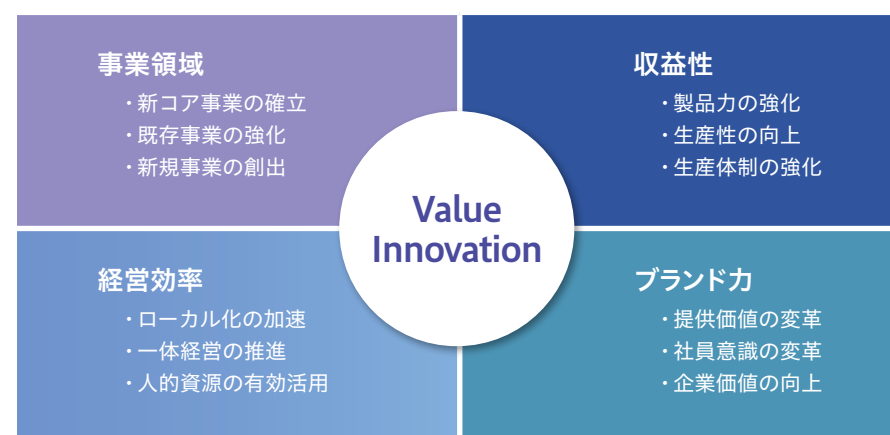 事業領域
・新コア事業の確立
・既存事業の強化
・新規事業の創出
収益性
・製品力の強化
・生産性の向上
・生産体制の強化
Value
Innovation
経営効率
・ローカル化の加速
・一体経営の推進
・人的資源の有効活用
ブランド力
・提供価値の変革
・社員意識の変革
・企業価値の向上